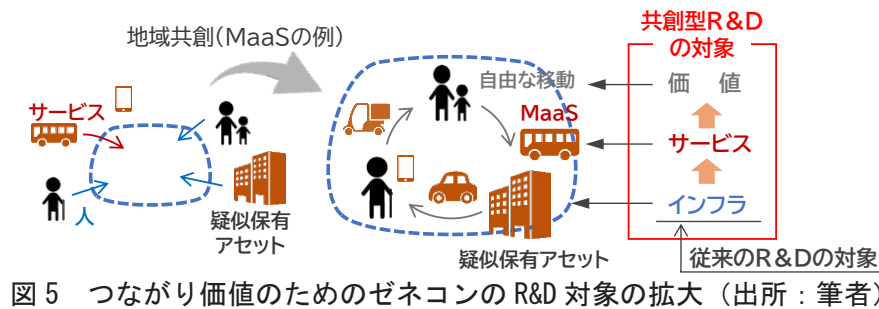 地域共創(MaaSの例)
サービス
人
疑似保有
アセット
自由な移動
MaaS
疑似保有アセット
共創型R&D
の対象
価　値
サービス
インフラ
従来のR&Dの対象
図5　つながり価値のためのゼネコンのR&D対象の拡大（出所：筆者）